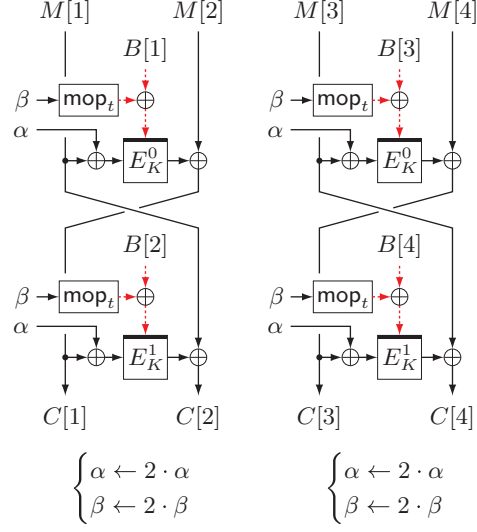 M[1] M[2] M[3] M[4]
B[1] B[3]
β mop_t β mop_t
α α
E_K^0 E_K^0
B[2] B[4]
β mop_t β mop_t
α α
E_K^1 E_K^1
C[1] C[2] C[3] C[4]
{α ← 2 · α {α ← 2 · α
β ← 2 · β β ← 2 · β